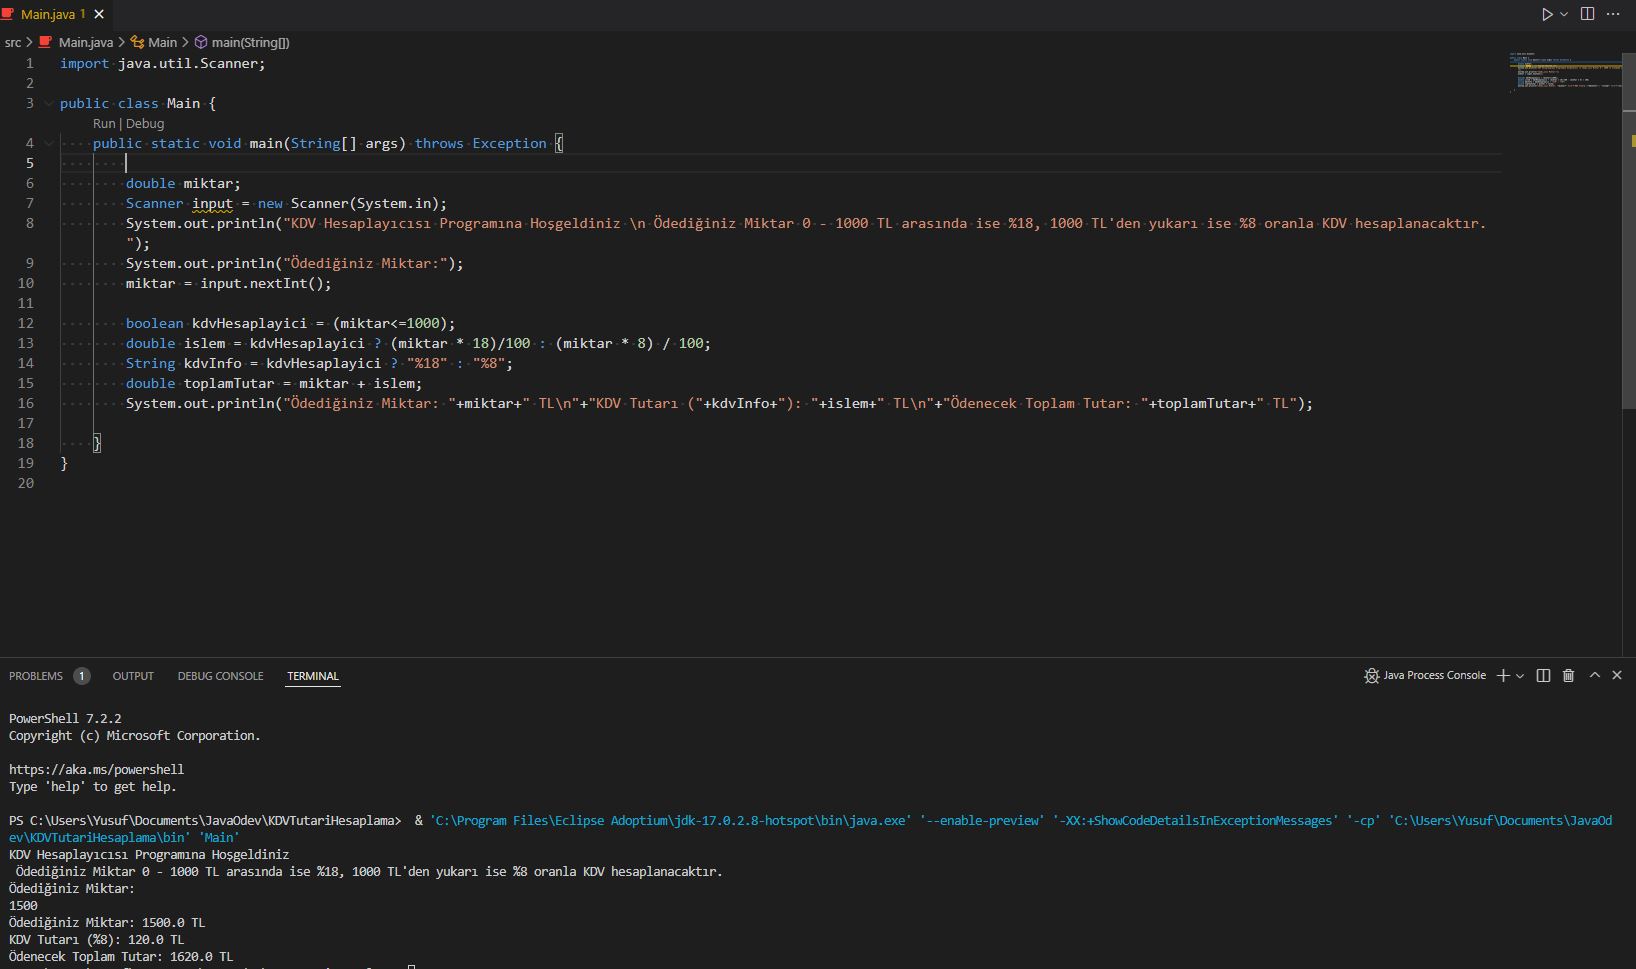 Main.java 1
src > Main.java > Main > main(String[])
1 import java.util.Scanner;
2
3 public class Main {
Run | Debug
4 public static void main(String[] args) throws Exception {
5
6 double miktar;
7 Scanner input = new Scanner(System.in);
8 System.out.println("KDV Hesaplayıcısı Programına Hoşgeldiniz \n Ödediğiniz Miktar 0 - 1000 TL arasında ise %18, 1000 TL'den yukarı ise %8 oranla KDV hesaplanacaktır.
");
9 System.out.println("Ödediğiniz Miktar:");
10 miktar = input.nextInt();
11
12 boolean kdvHesaplayici = (miktar<=1000);
13 double islem = kdvHesaplayici ? (miktar * 18)/100 : (miktar * 8) / 100;
14 String kdvInfo = kdvHesaplayici ? "%18" : "%8";
15 double toplamTutar = miktar + islem;
16 System.out.println("Ödediğiniz Miktar: "+miktar+" TL\n"+"KDV Tutarı ("+kdvInfo+"): "+islem+" TL\n"+"Ödenecek Toplam Tutar: "+toplamTutar+" TL");
17
18 }
19 }
20
PROBLEMS 1 OUTPUT DEBUG CONSOLE TERMINAL Java Process Console
PowerShell 7.2.2
Copyright (c) Microsoft Corporation.
https://aka.ms/powershell
Type 'help' to get help.
PS C:\Users\Yusuf\Documents\JavaOdev\KDVTutariHesaplama> & 'C:\Program Files\Eclipse Adoptium\jdk-17.0.2.8-hotspot\bin\java.exe' '--enable-preview' '-XX:+ShowCodeDetailsInExceptionMessages' '-cp' 'C:\Users\Yusuf\Documents\JavaOd
ev\KDVTutariHesaplama\bin' 'Main'
KDV Hesaplayıcısı Programına Hoşgeldiniz
Ödediğiniz Miktar 0 - 1000 TL arasında ise %18, 1000 TL'den yukarı ise %8 oranla KDV hesaplanacaktır.
Ödediğiniz Miktar:
1500
Ödediğiniz Miktar: 1500.0 TL
KDV Tutarı (%8): 120.0 TL
Ödenecek Toplam Tutar: 1620.0 TL